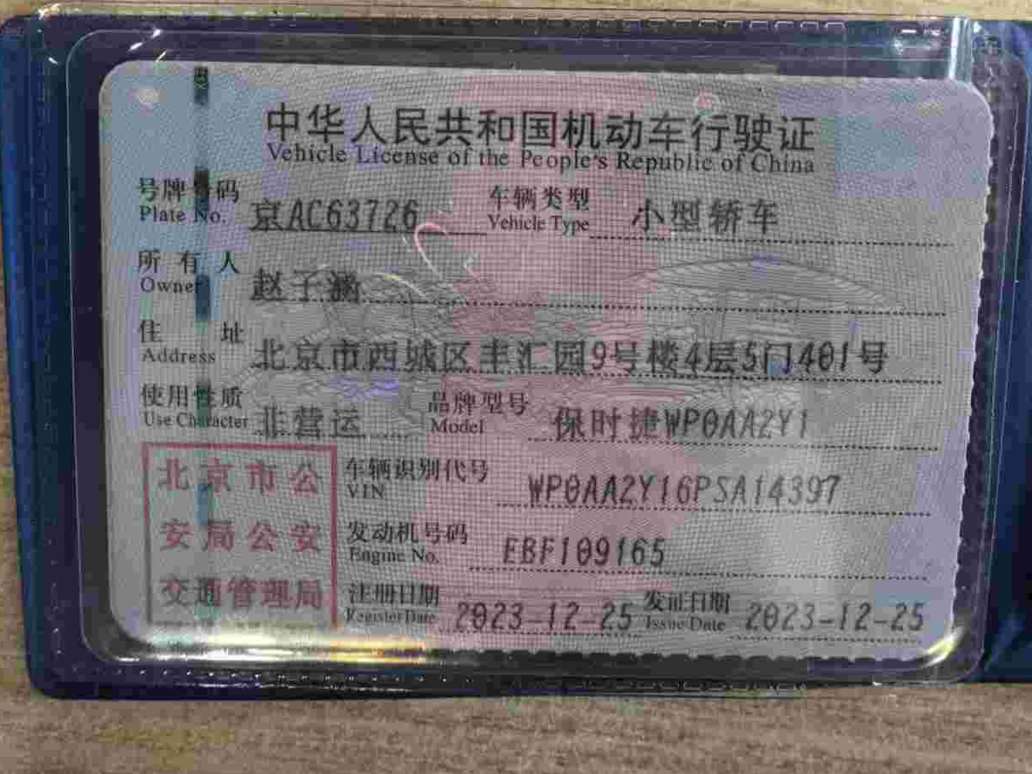 中华人民共和国机动车行驶证
Vehicle License of the People's Republic of China
号牌号码 京AC63726 车辆类型 小型轿车
Plate No. Vehicle Type
所有人 赵子涵
Owner
住址 北京市西城区丰汇园9号楼4层5门401号
Address
使用性质 非营运 品牌型号 保时捷WP0AA2Y1
Use Character Model
北京市公 车辆识别代号 WP0AA2Y16PSA14397
VIN
安局公安 发动机号码 EBF109165
Engine No.
交通管理局 注册日期 2023-12-25 发证日期 2023-12-25
Register Date Issue Date